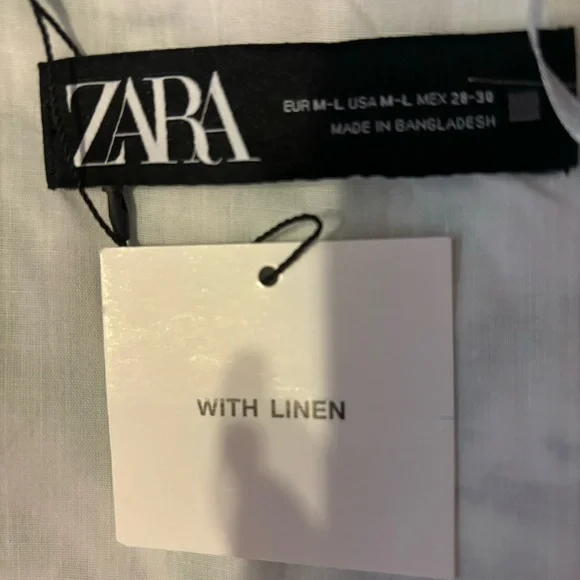 ZARA
EUR M-L USA M-L MEX 28-30
MADE IN BANGLADESH
WITH LINEN